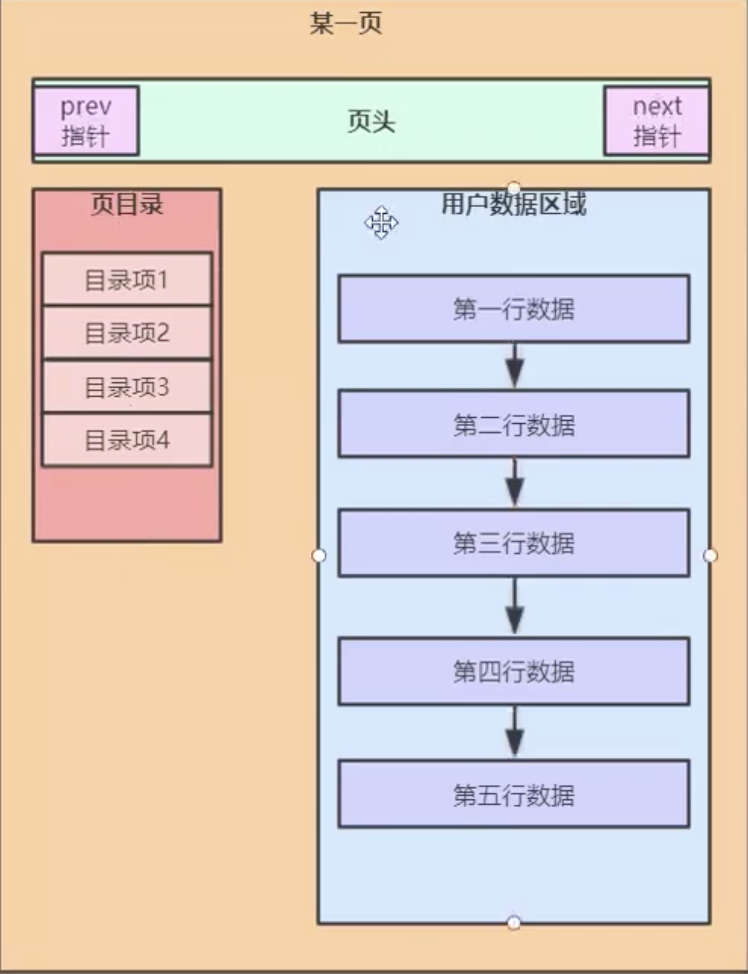 某一页
prev
指针
页头
next
指针
页目录
目录项1
目录项2
目录项3
目录项4
用户数据区域
第一行数据
第二行数据
第三行数据
第四行数据
第五行数据